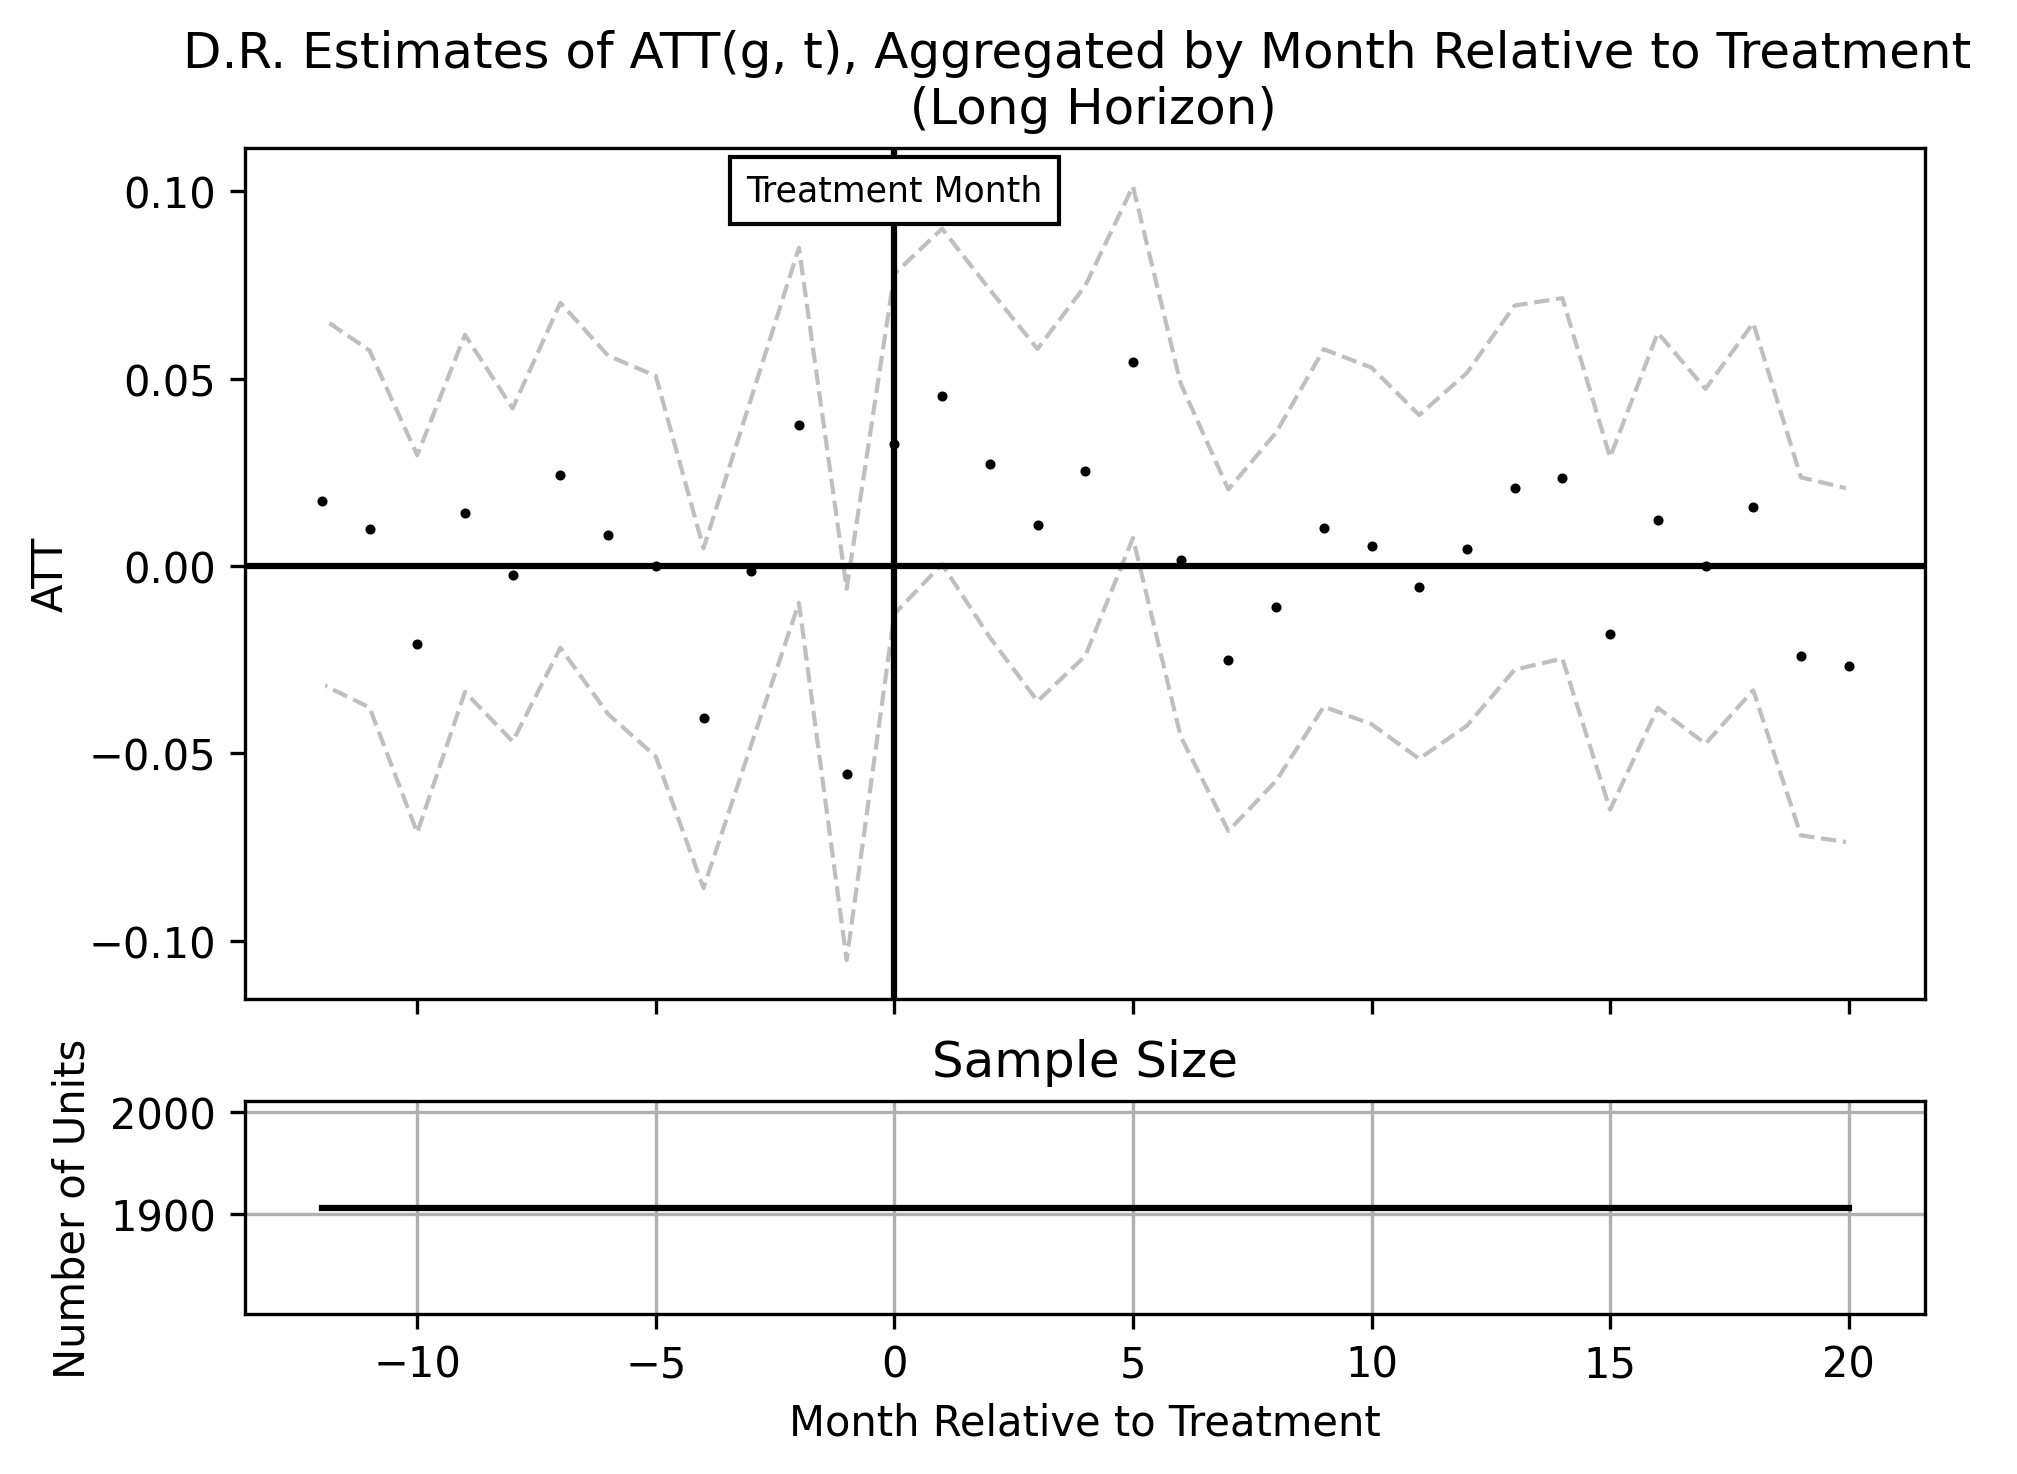 D.R. Estimates of ATT(g, t), Aggregated by Month Relative to Treatment
(Long Horizon)
Treatment Month
0.10
0.05
0.00
−0.05
−0.10
ATT
Sample Size
2000
1900
Number of Units
−10 −5 0 5 10 15 20
Month Relative to Treatment